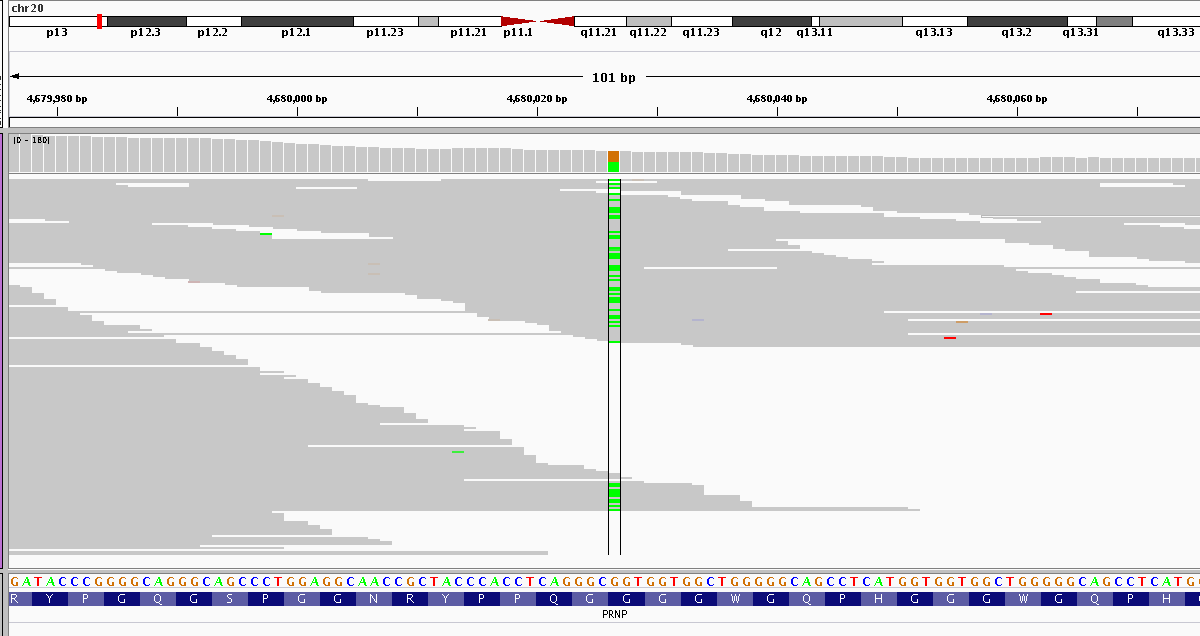 chr20
p13 p12.3 p12.2 p12.1 p11.23 p11.21 p11.1 q11.21 q11.22 q11.23 q12 q13.11 q13.13 q13.2 q13.31 q13.33
101 bp
4,679,980 bp 4,680,000 bp 4,680,020 bp 4,680,040 bp 4,680,060 bp
[0 - 180]
GATACCCGGGGCAGGGCAGCCCTGGAGGCAACCGCTACCCACCTCAGGGCGGTGGTGGCTGGGGGCAGCCTCATGGTGGTGGCTGGGGGCAGCCTCATG
R Y P G Q G S P G G N R Y P P Q G G G G W G Q P H G G G W G Q P H G
PRNP